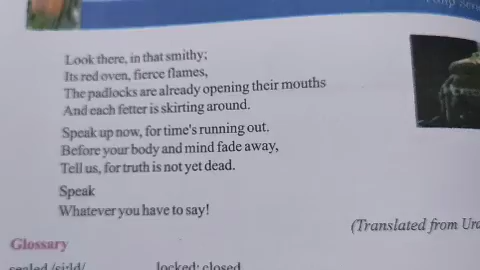 Look there, in that smithy;
Its red oven, fierce flames,
The padlocks are already opening their mouths
And each fetter is skirting around.
Speak up now, for time's running out.
Before your body and mind fade away,
Tell us, for truth is not yet dead.
Speak
Whatever you have to say!
(Translated from
Glossary
sealed /si:ld/ locked; closed